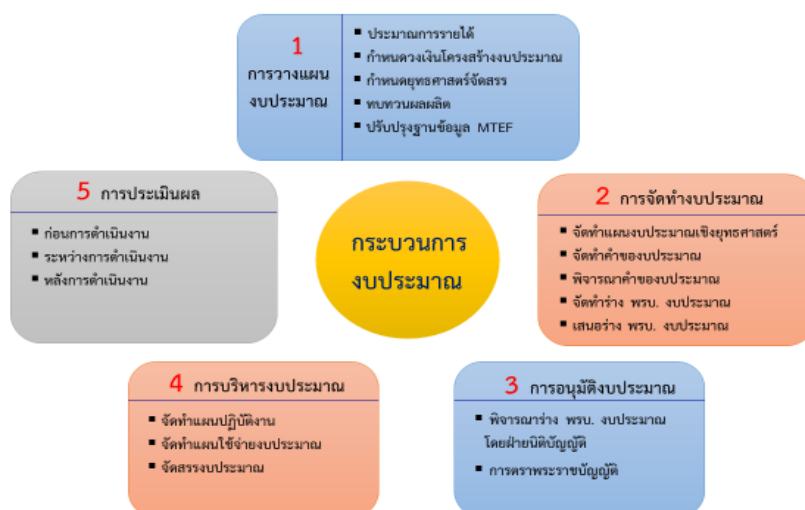 1
การวางแผน
งบประมาณ
▪ ประมาณการรายได้
▪ กำหนดวงเงินโครงสร้างงบประมาณ
▪ กำหนดยุทธศาสตร์จัดสรร
▪ ทบทวนผลผลิต
▪ ปรับปรุงฐานข้อมูล MTEF
กระบวนการ
งบประมาณ
2 การจัดทำงบประมาณ
▪ จัดทำแผนงบประมาณเชิงยุทธศาสตร์
▪ จัดทำคำของบประมาณ
▪ พิจารณาคำของบประมาณ
▪ จัดทำร่าง พรบ. งบประมาณ
▪ เสนอร่าง พรบ. งบประมาณ
3 การอนุมัติงบประมาณ
▪ พิจารณาร่าง พรบ. งบประมาณ
โดยฝ่ายนิติบัญญัติ
▪ การตราพระราชบัญญัติ
4 การบริหารงบประมาณ
▪ จัดทำแผนปฏิบัติงาน
▪ จัดทำแผนใช้จ่ายงบประมาณ
▪ จัดสรรงบประมาณ
5 การประเมินผล
▪ ก่อนการดำเนินงาน
▪ ระหว่างการดำเนินงาน
▪ หลังการดำเนินงาน